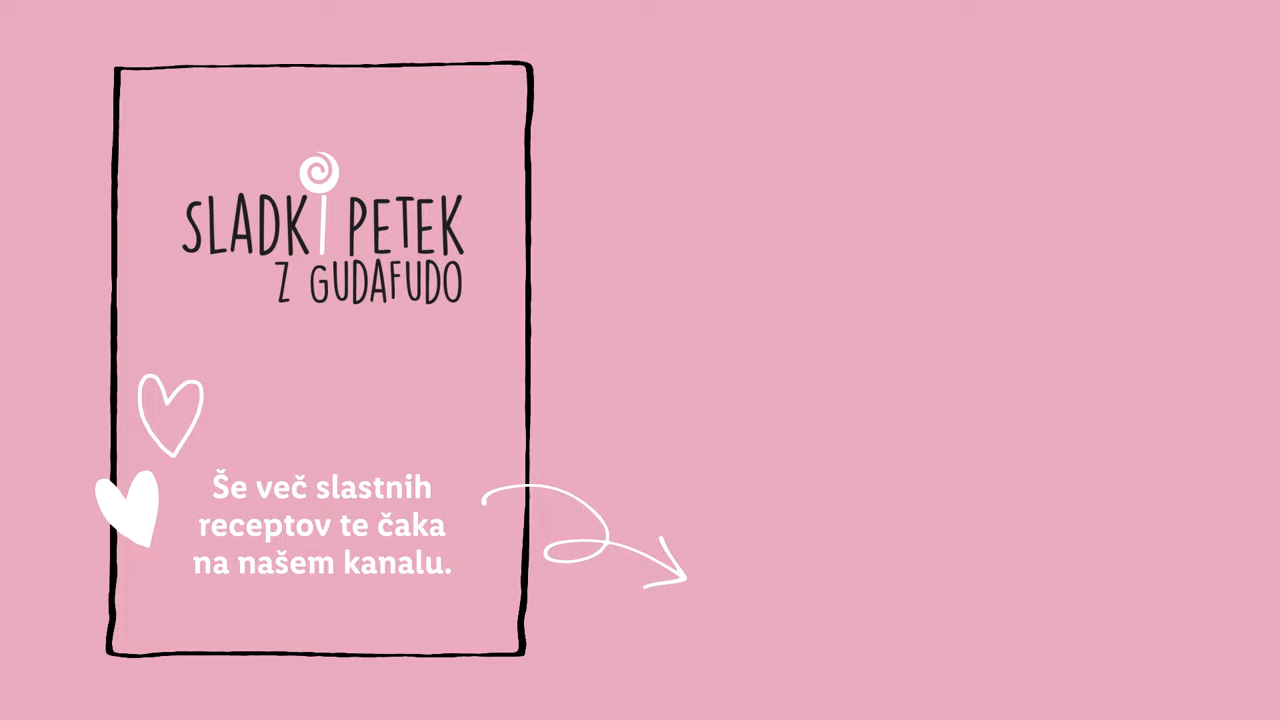 SLADKI PETEK
Z GUDAFUDO
Še več slastnih
receptov te čaka
na našem kanalu.